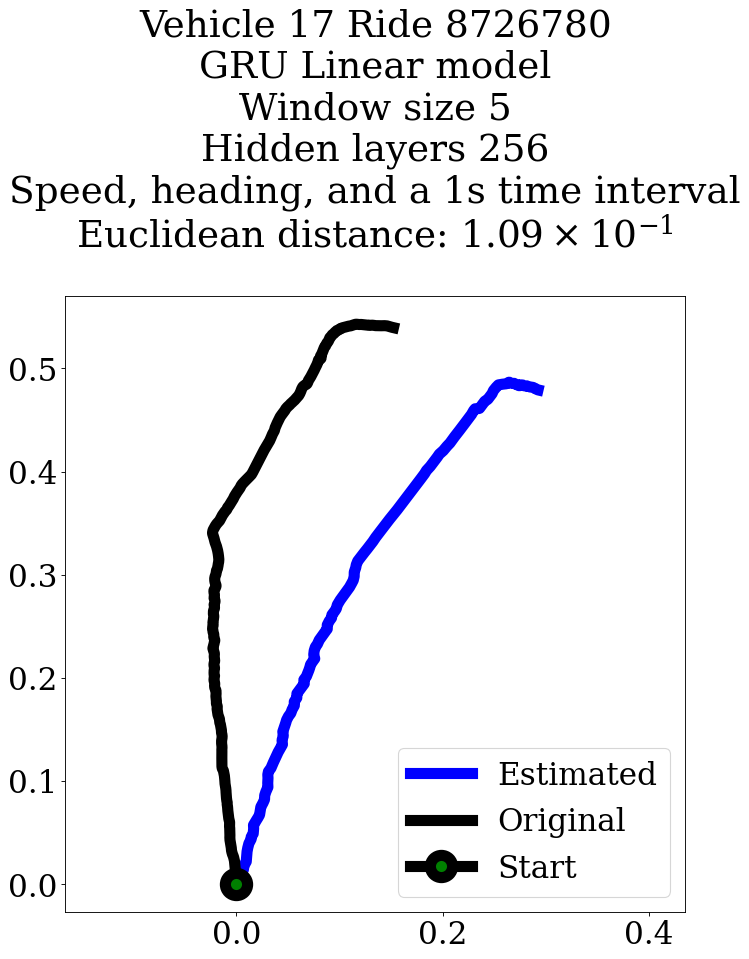 Vehicle 17 Ride 8726780
GRU Linear model
Window size 5
Hidden layers 256
Speed, heading, and a 1s time interval
Euclidean distance: 1.09 × 10⁻¹
0.5
0.4
0.3
0.2
0.1
0.0
Estimated
Original
Start
0.0 0.2 0.4